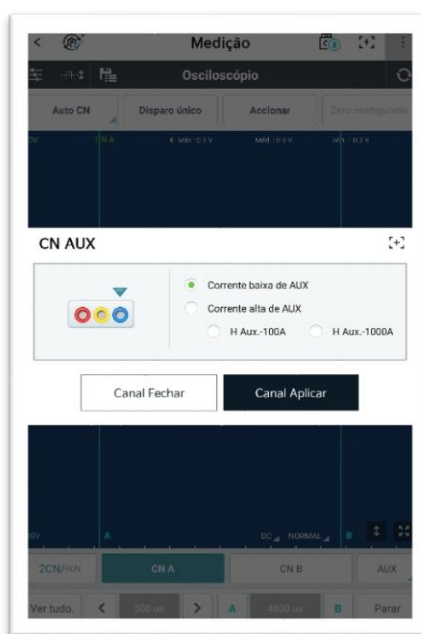 Medição
Osciloscópio
Auto CN
Disparo único
Accionar
Zero configurado
CN A
CN AUX
Corrente baixa de AUX
Corrente alta de AUX
H Aux.-100A
H Aux.-1000A
Canal Fechar
Canal Aplicar
A
DC
NORMAL
B
2CN/1CN
CN A
CN B
AUX
Ver tudo.
500 us
A
4800 us
B
Parar